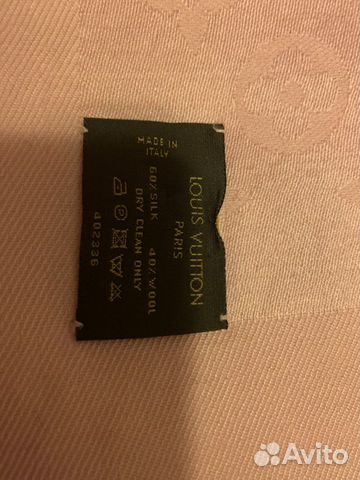 LOUIS VUITTON
PARIS
MADE IN
ITALY
60%SILK 40%WOOL
DRY CLEAN ONLY
402336
Avito